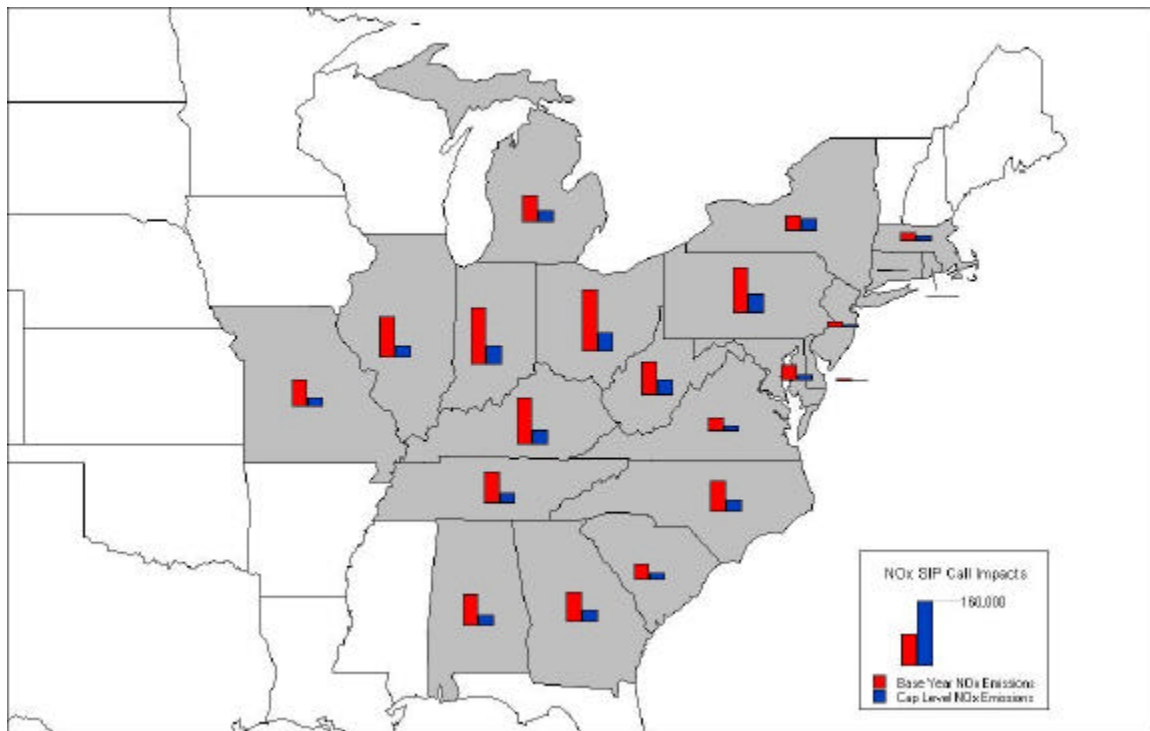 NOx SIP Call Impacts
160,000
Base Year NOx Emissions
Cap Level NOx Emissions